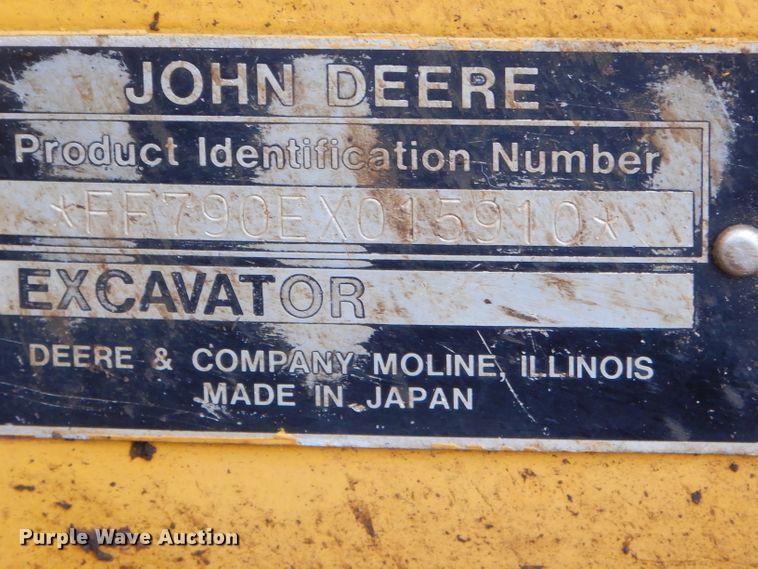 JOHN DEERE
Product Identification Number
*FF790EX015910*
EXCAVATOR
DEERE & COMPANY MOLINE, ILLINOIS
MADE IN JAPAN
Purple Wave Auction